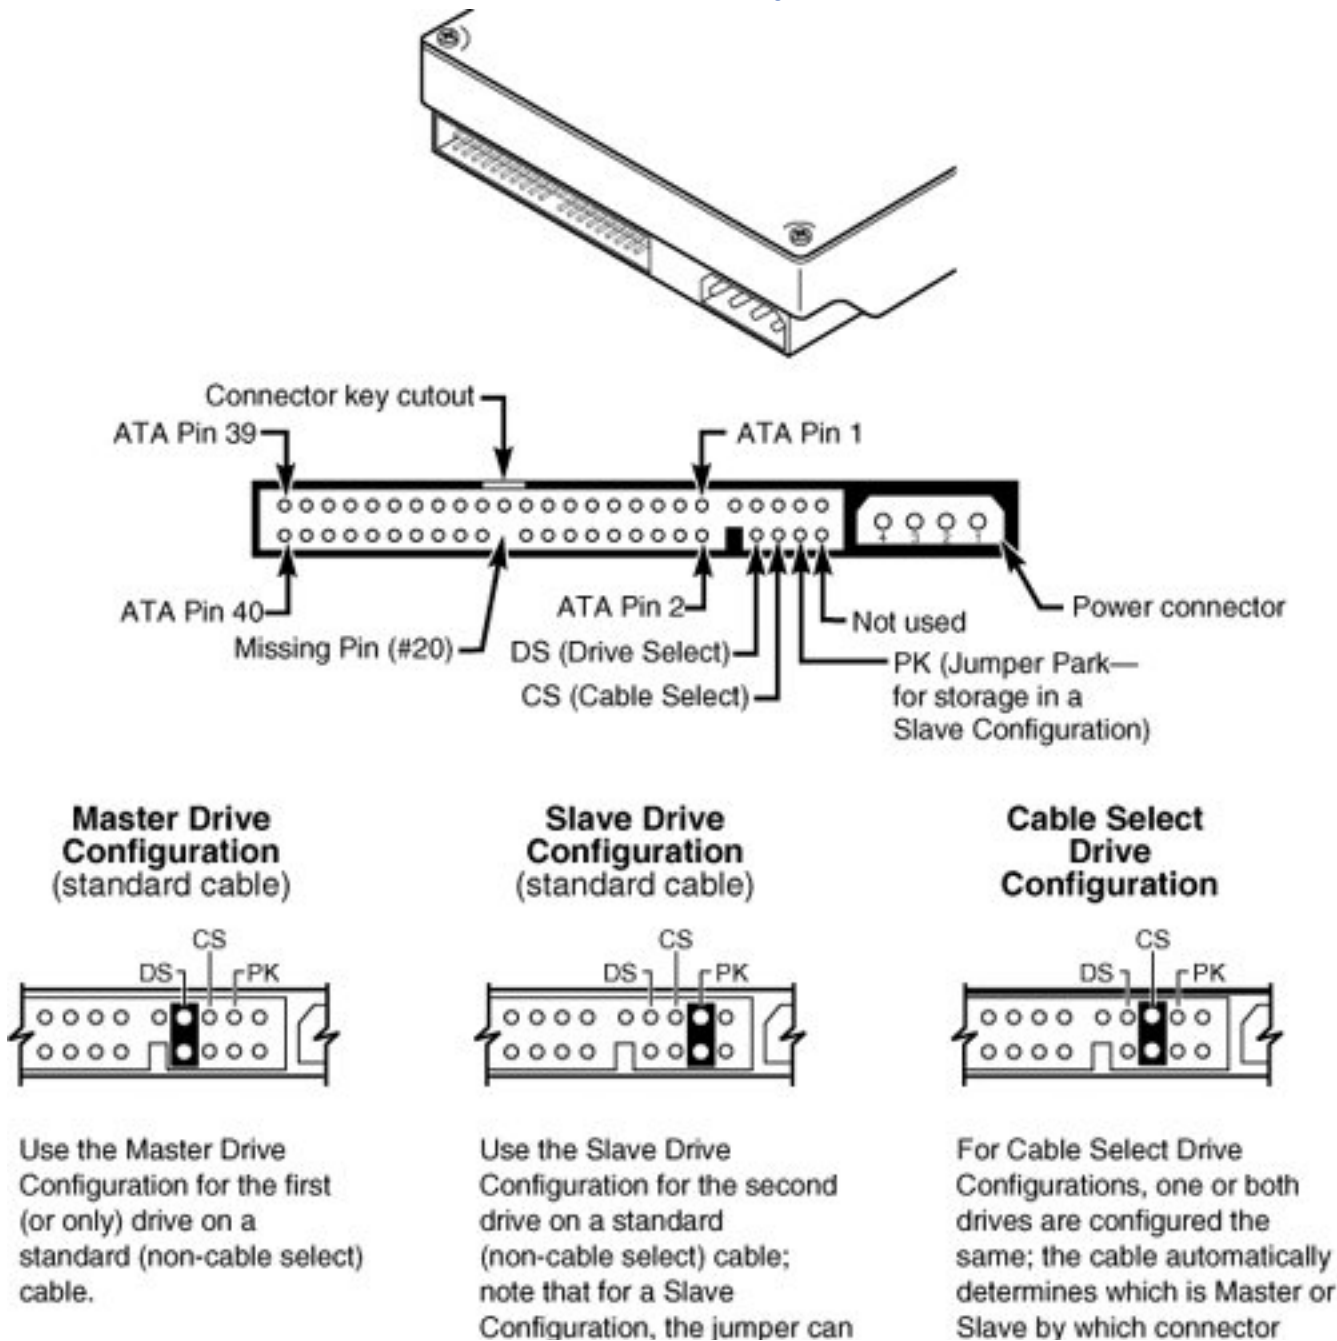 Connector key cutout
ATA Pin 39
ATA Pin 1
4 3 2 1
ATA Pin 40
ATA Pin 2
Not used
Power connector
Missing Pin (#20)
DS (Drive Select)
CS (Cable Select)
PK (Jumper Park—
for storage in a
Slave Configuration)
Master Drive
Configuration
(standard cable)
CS
DS
PK
Use the Master Drive
Configuration for the first
(or only) drive on a
standard (non-cable select)
cable.
Slave Drive
Configuration
(standard cable)
CS
DS
PK
Use the Slave Drive
Configuration for the second
drive on a standard
(non-cable select) cable;
note that for a Slave
Configuration, the jumper can
Cable Select
Drive
Configuration
CS
DS
PK
For Cable Select Drive
Configurations, one or both
drives are configured the
same; the cable automatically
determines which is Master or
Slave by which connector